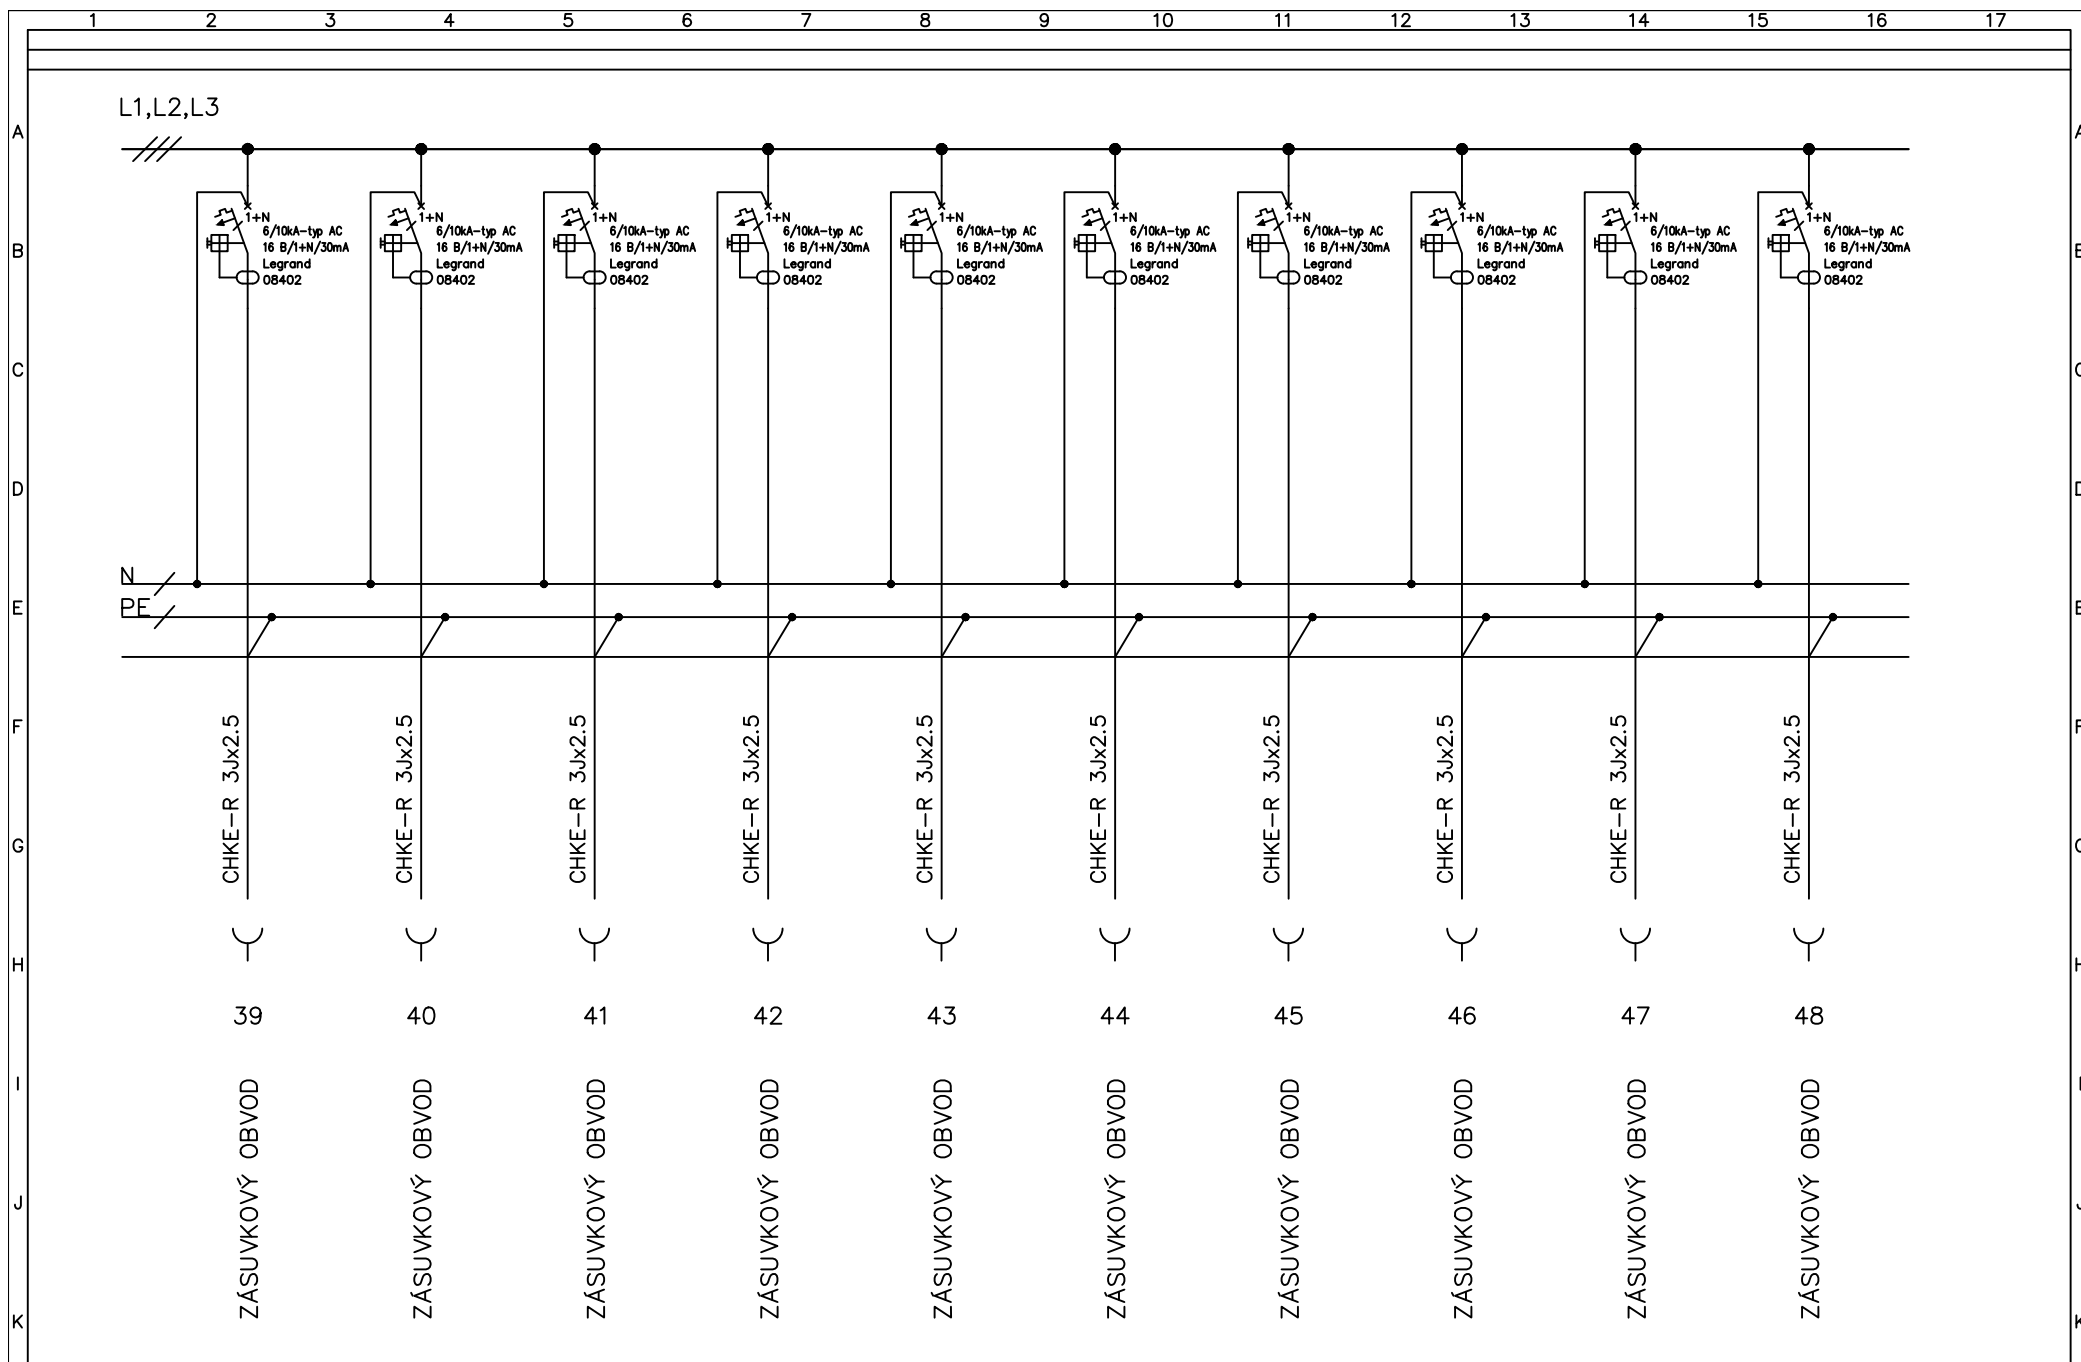 1 2 3 4 5 6 7 8 9 10 11 12 13 14 15 16 17
L1,L2,L3
A
B
1+N 1+N 1+N 1+N 1+N 1+N 1+N 1+N 1+N 1+N
6/10kA-typ AC 6/10kA-typ AC 6/10kA-typ AC 6/10kA-typ AC 6/10kA-typ AC 6/10kA-typ AC 6/10kA-typ AC 6/10kA-typ AC 6/10kA-typ AC 6/10kA-typ AC
16 B/1+N/30mA 16 B/1+N/30mA 16 B/1+N/30mA 16 B/1+N/30mA 16 B/1+N/30mA 16 B/1+N/30mA 16 B/1+N/30mA 16 B/1+N/30mA 16 B/1+N/30mA 16 B/1+N/30mA
Legrand Legrand Legrand Legrand Legrand Legrand Legrand Legrand Legrand Legrand
08402 08402 08402 08402 08402 08402 08402 08402 08402 08402
C
D
N
E
PE
F
CHKE-R 3Jx2.5 CHKE-R 3Jx2.5 CHKE-R 3Jx2.5 CHKE-R 3Jx2.5 CHKE-R 3Jx2.5 CHKE-R 3Jx2.5 CHKE-R 3Jx2.5 CHKE-R 3Jx2.5 CHKE-R 3Jx2.5 CHKE-R 3Jx2.5
G
H
39 40 41 42 43 44 45 46 47 48
I
ZÁSUVKOVÝ OBVOD ZÁSUVKOVÝ OBVOD ZÁSUVKOVÝ OBVOD ZÁSUVKOVÝ OBVOD ZÁSUVKOVÝ OBVOD ZÁSUVKOVÝ OBVOD ZÁSUVKOVÝ OBVOD ZÁSUVKOVÝ OBVOD ZÁSUVKOVÝ OBVOD ZÁSUVKOVÝ OBVOD
J
K